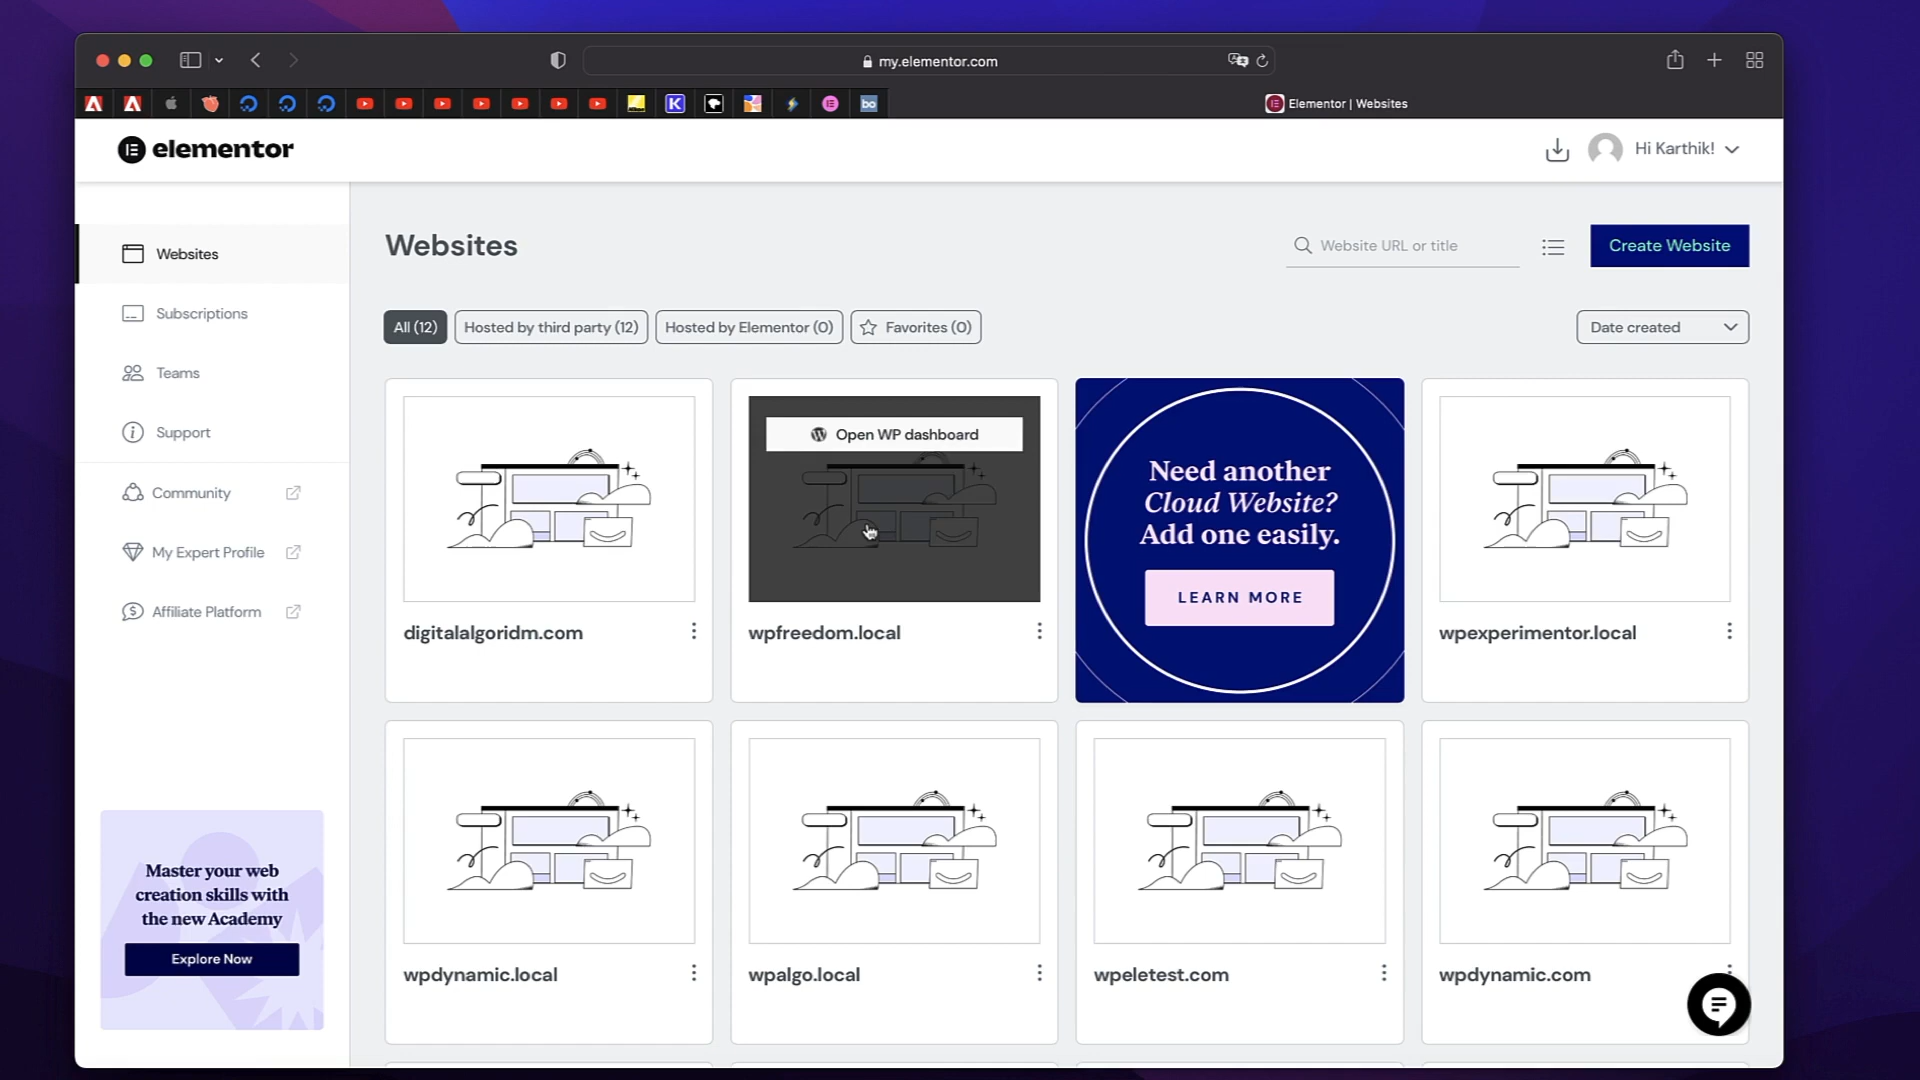 my.elementor.com
Elementor | Websites
elementor
Hi Karthik!
Websites
Subscriptions
Teams
Support
Community
My Expert Profile
Affiliate Platform
Master your web
creation skills with
the new Academy
Explore Now
Websites
Website URL or title
Create Website
All (12)
Hosted by third party (12)
Hosted by Elementor (0)
Favorites (0)
Date created
Open WP dashboard
Need another
Cloud Website?
Add one easily.
LEARN MORE
digitalalgoridm.com
wpfreedom.local
wpexperimentor.local
wpdynamic.local
wpalgo.local
wpeletest.com
wpdynamic.com